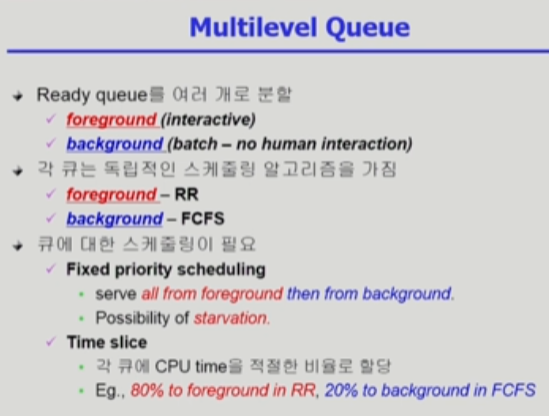 Multilevel Queue
Ready queue를 여러 개로 분할
foreground (interactive)
background (batch – no human interaction)
각 큐는 독립적인 스케줄링 알고리즘을 가짐
foreground – RR
background – FCFS
큐에 대한 스케줄링이 필요
Fixed priority scheduling
serve all from foreground then from background.
Possibility of starvation.
Time slice
각 큐에 CPU time을 적절한 비율로 할당
Eg., 80% to foreground in RR, 20% to background in FCFS